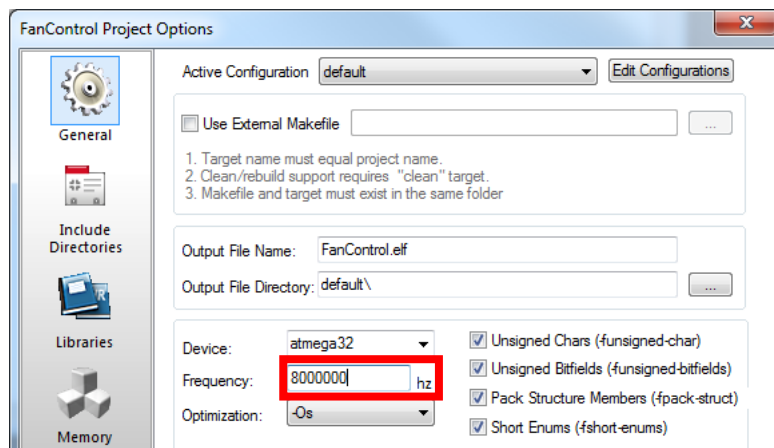 FanControl Project Options
x
General
Include
Directories
Libraries
Memory
Active Configuration default Edit Configurations
Use External Makefile ...
1. Target name must equal project name.
2. Clean/rebuild support requires "clean" target.
3. Makefile and target must exist in the same folder
Output File Name: FanControl.elf
Output File Directory: default\ ...
Device: atmega32
Frequency: 8000000 hz
Optimization: -Os
Unsigned Chars (-funsigned-char)
Unsigned Bitfields (-funsigned-bitfields)
Pack Structure Members (-fpack-struct)
Short Enums (-fshort-enums)